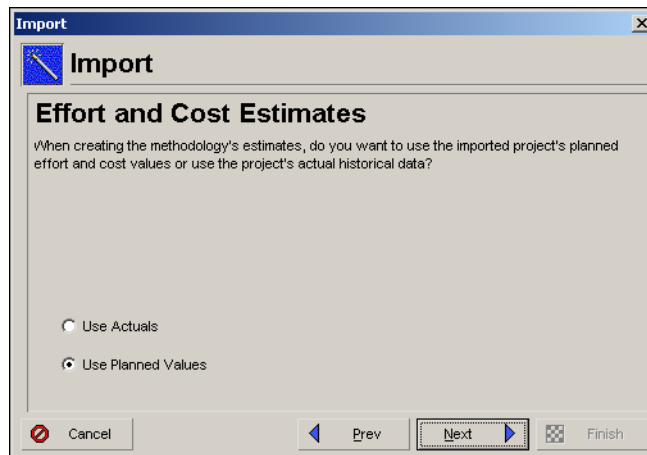 Import
Import
Effort and Cost Estimates
When creating the methodology's estimates, do you want to use the imported project's planned
effort and cost values or use the project's actual historical data?
Use Actuals
Use Planned Values
Cancel
Prev
Next
Finish